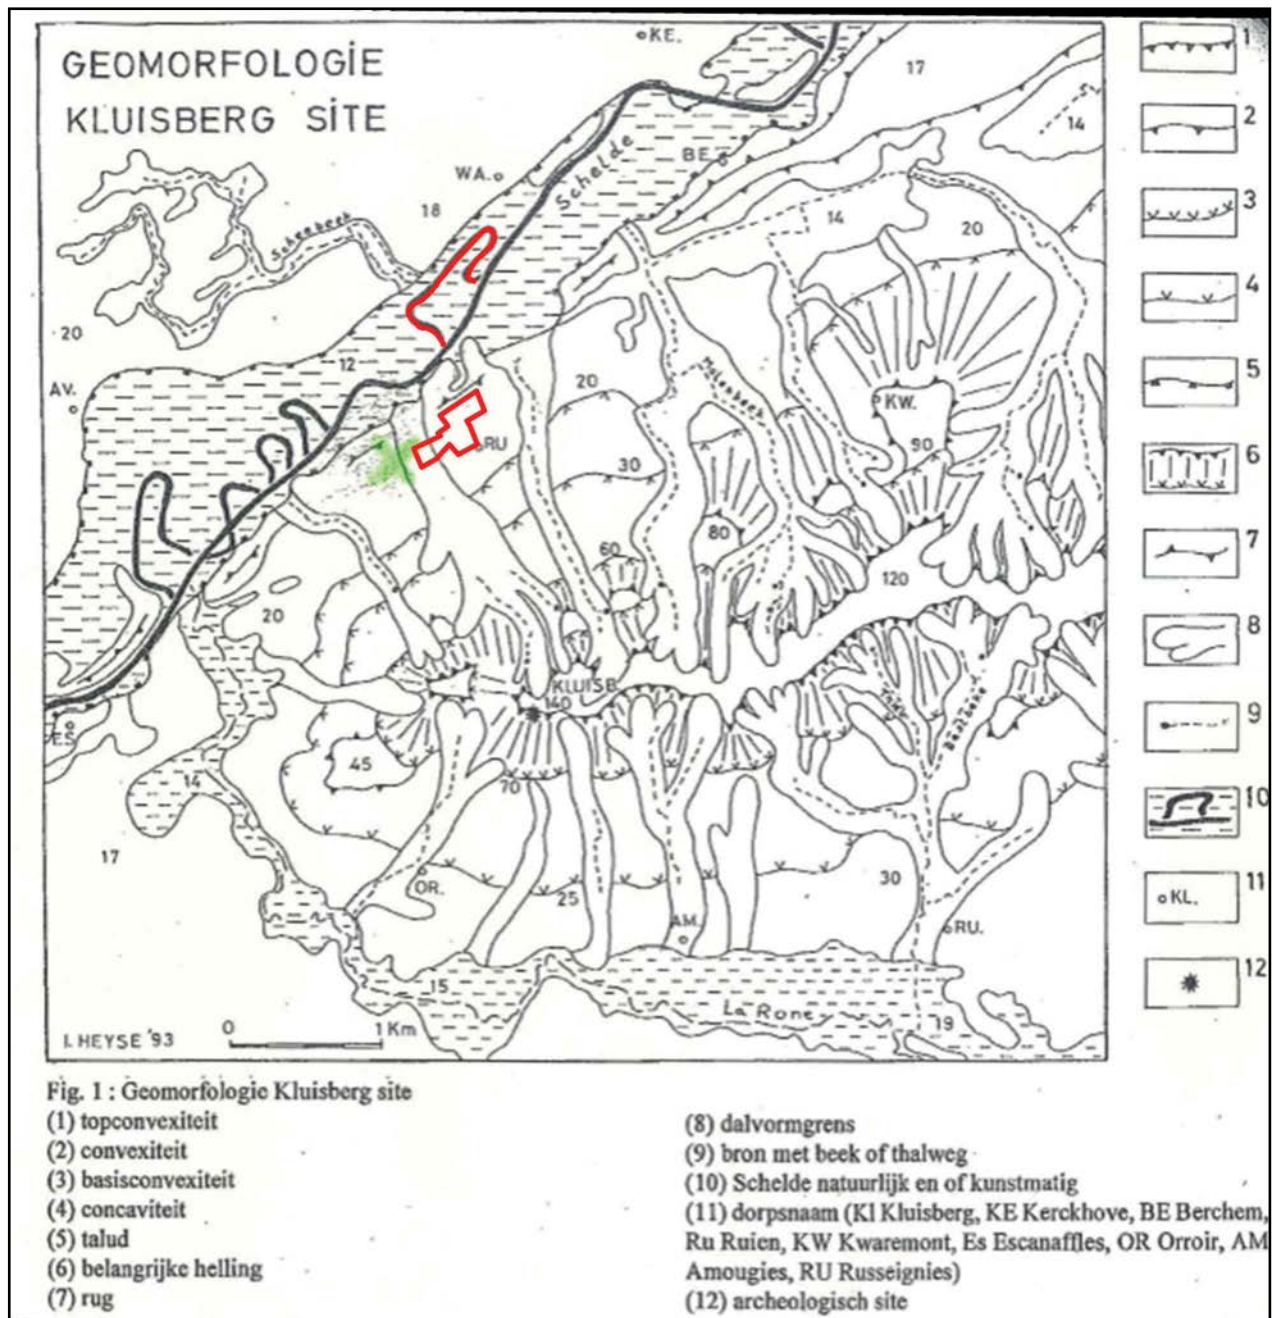 GEOMORFOLOGIE
KLUISBERG SITE
KE.
17
14
WA.
Schelde
BE.
18
14
20
Scheebeek
20
12
AV.
20
Molenbeek
KW.
90
RU
30
80
60
120
20
KLUISB.
140
45
70
14
17
OR.
25
30
AM.
RU.
15
La Rone
19
I. HEYSE '93
0
1 Km
1
2
3
4
5
6
7
8
9
10
KL.
11
12
Fig. 1 : Geomorfologie Kluisberg site
(1) topconvexiteit
(2) convexiteit
(3) basisconvexiteit
(4) concaviteit
(5) talud
(6) belangrijke helling
(7) rug
(8) dalvormgrens
(9) bron met beek of thalweg
(10) Schelde natuurlijk en of kunstmatig
(11) dorpsnaam (Kl Kluisberg, KE Kerckhove, BE Berchem,
Ru Ruien, KW Kwaremont, Es Escanaffles, OR Orroir, AM
Amougies, RU Russeignies)
(12) archeologisch site